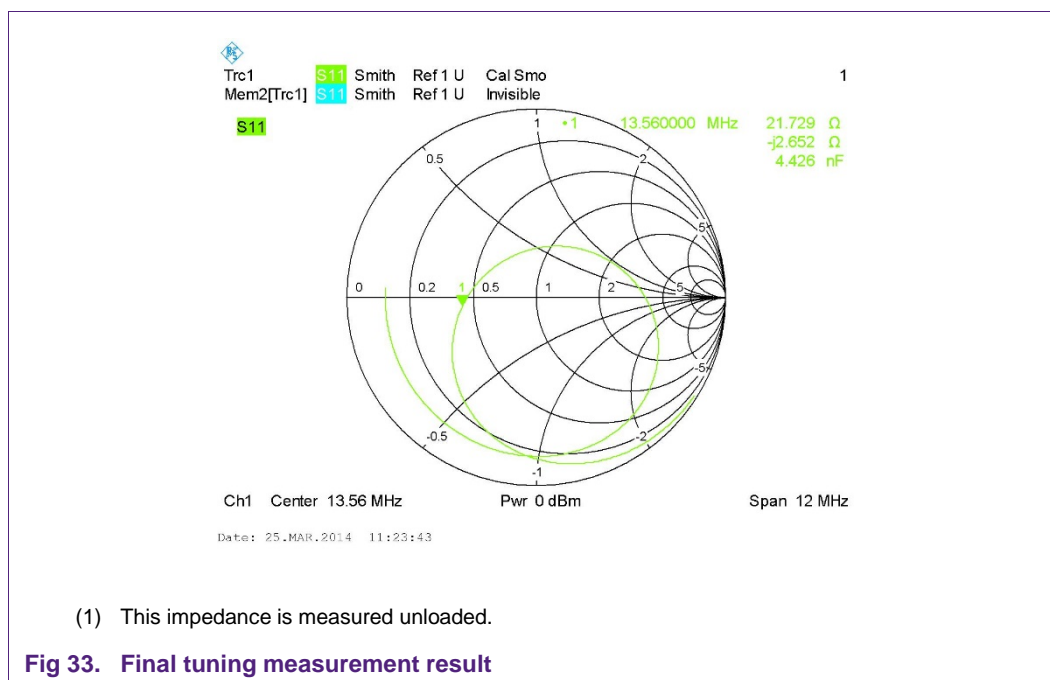 R&S
Trc1 S11 Smith Ref 1 U Cal Smo 1
Mem2[Trc1] S11 Smith Ref 1 U Invisible
S11
1 •1 13.560000 MHz 21.729 Ω
-j2.652 Ω
4.426 nF
0.5 2
5
0 0.2 1 0.5 1 2 5
-5
-0.5 -2
-1
Ch1 Center 13.56 MHz Pwr 0 dBm Span 12 MHz
Date: 25.MAR.2014 11:23:43
(1) This impedance is measured unloaded.
Fig 33. Final tuning measurement result